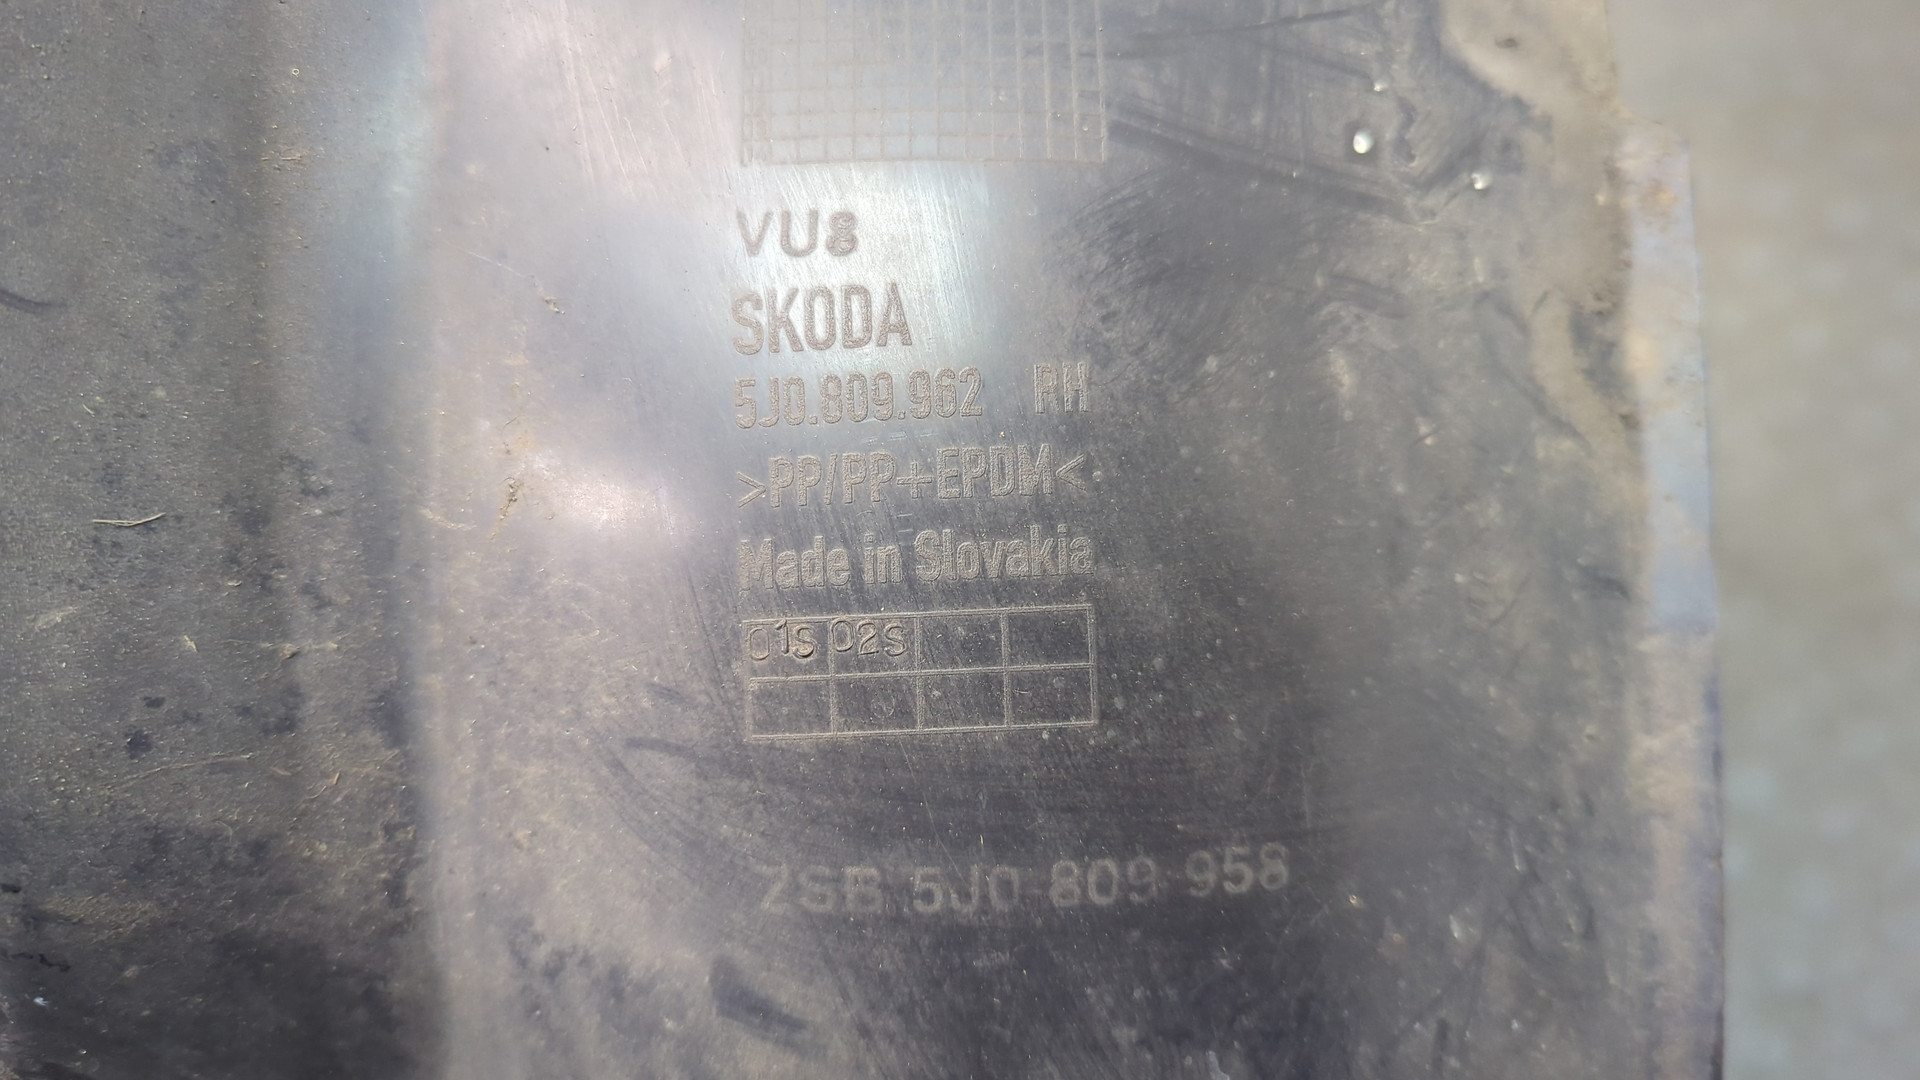 VU8
SKODA
5J0.809.962 RH
>PP/PP+EPDM<
Made in Slovakia
01S 02S
ZSB 5J0 809 958